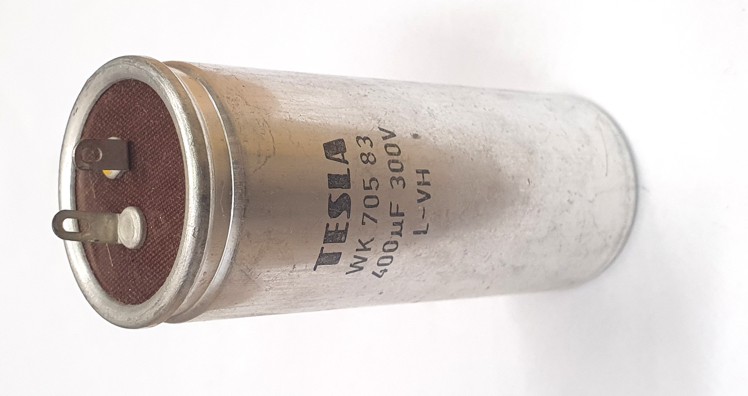 TESLA
WK 705 83
400µF 300V
L-VH